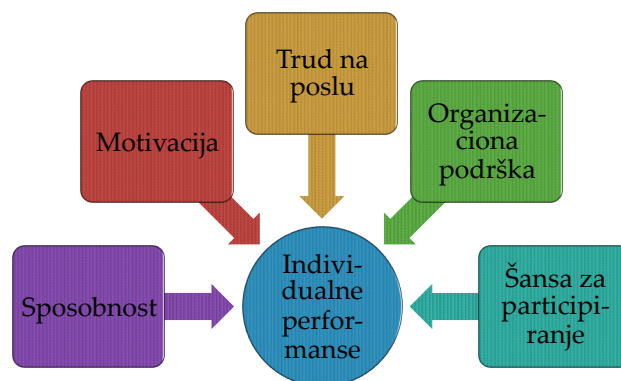 Trud na
poslu
Motivacija
Organiza-
ciona
podrška
Sposobnost
Indivi-
dualne
perfor-
manse
Šansa za
participi-
ranje